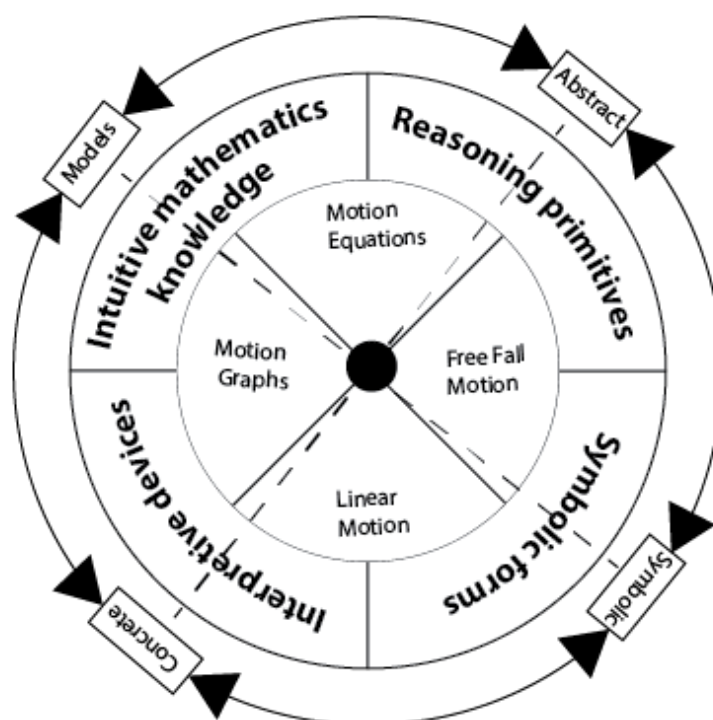 Models
Abstract
Intuitive mathematics
knowledge
Reasoning primitives
Motion
Equations
Motion
Graphs
Free Fall
Motion
Linear
Motion
Interpretive devices
Symbolic forms
Concrete
Symbolic